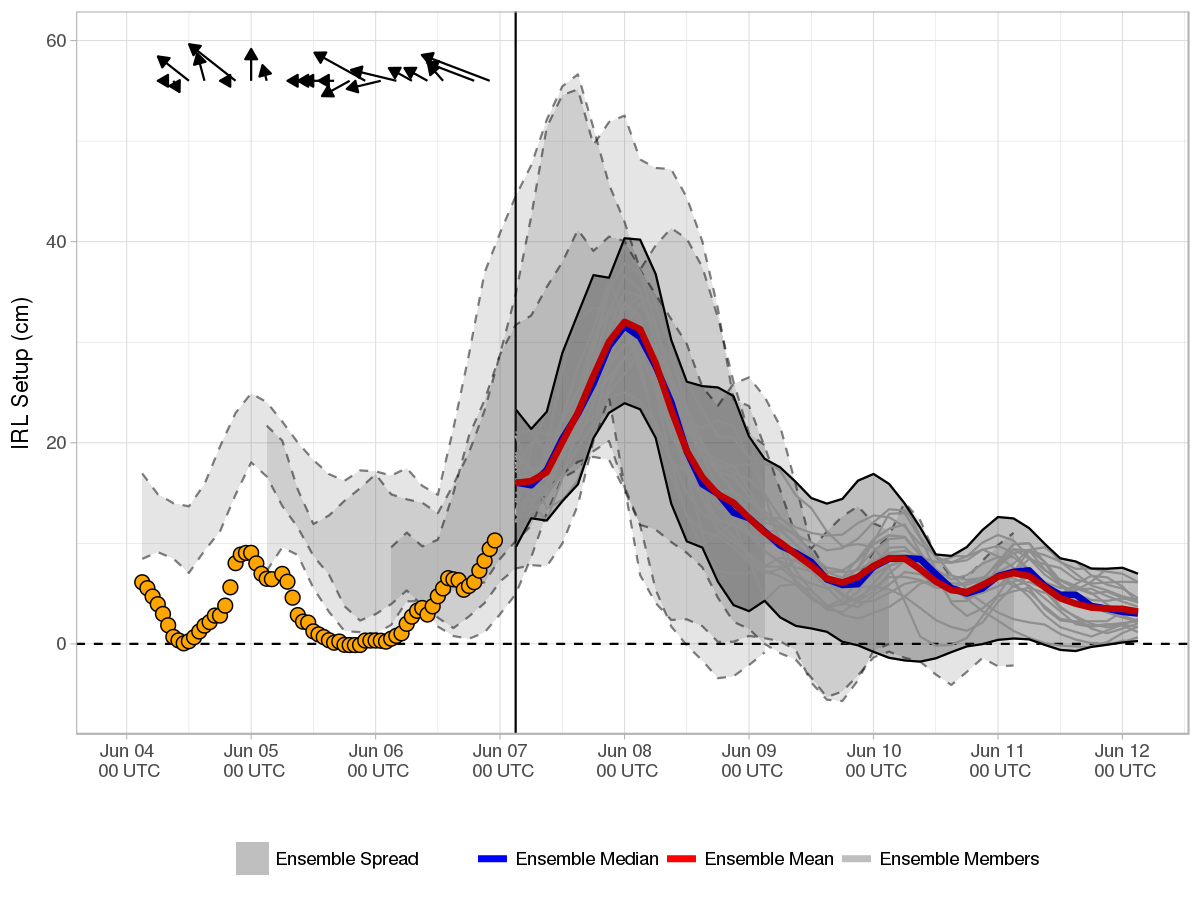 60
40
20
0
IRL Setup (cm)
Jun 04 Jun 05 Jun 06 Jun 07 Jun 08 Jun 09 Jun 10 Jun 11 Jun 12
00 UTC 00 UTC 00 UTC 00 UTC 00 UTC 00 UTC 00 UTC 00 UTC 00 UTC
Ensemble Spread Ensemble Median Ensemble Mean Ensemble Members